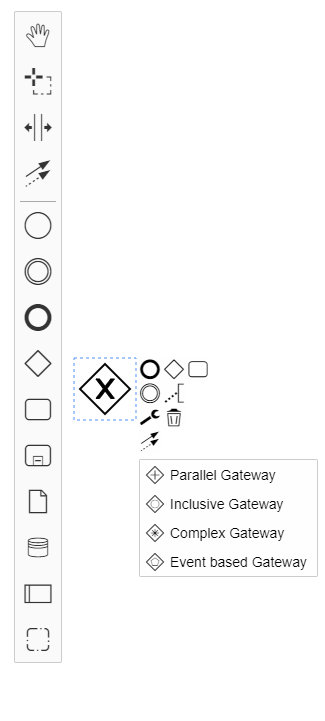 Parallel Gateway
Inclusive Gateway
Complex Gateway
Event based Gateway